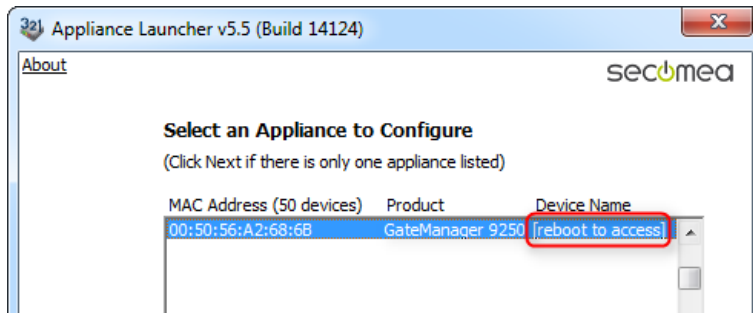 Appliance Launcher v5.5 (Build 14124)
About
secomea
Select an Appliance to Configure
(Click Next if there is only one appliance listed)
MAC Address (50 devices) Product Device Name
00:50:56:A2:68:6B GateManager 9250 [reboot to access]